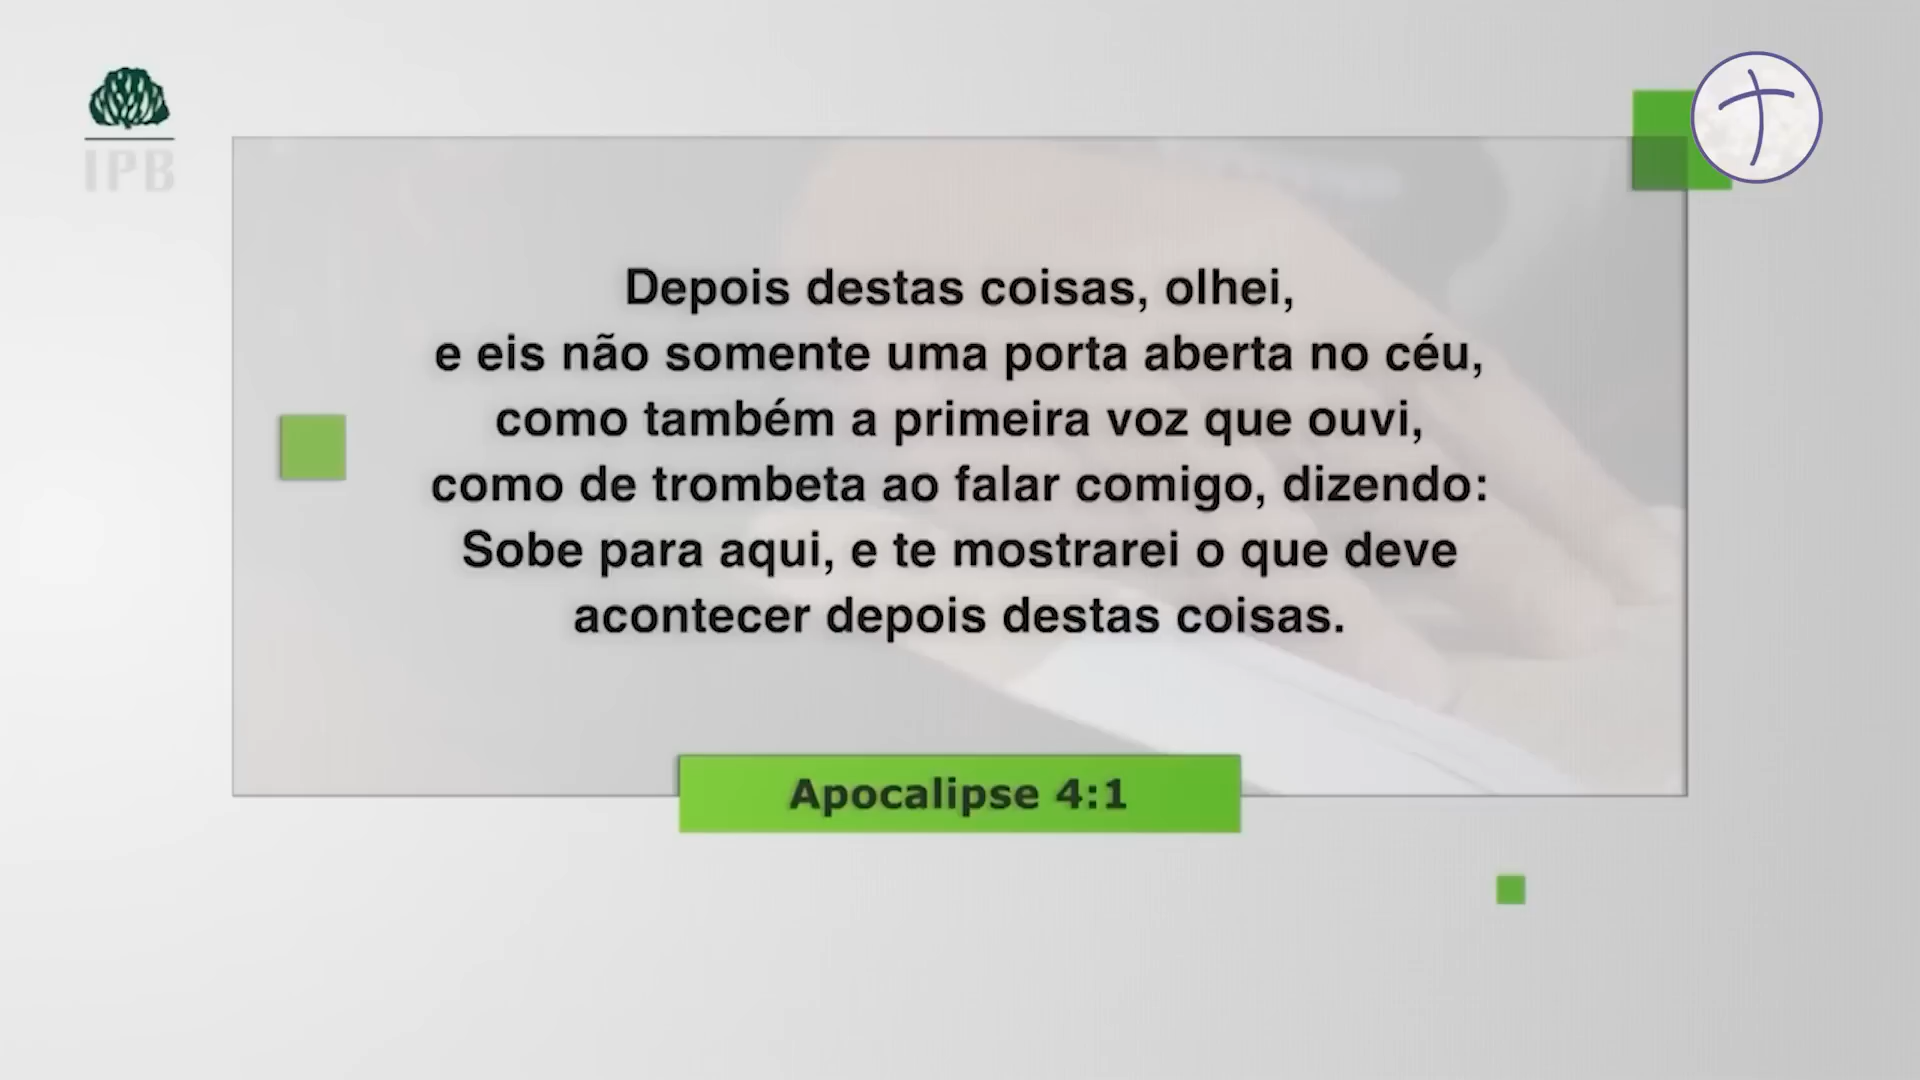 IPB
Depois destas coisas, olhei,
e eis não somente uma porta aberta no céu,
como também a primeira voz que ouvi,
como de trombeta ao falar comigo, dizendo:
Sobe para aqui, e te mostrarei o que deve
acontecer depois destas coisas.
Apocalipse 4:1